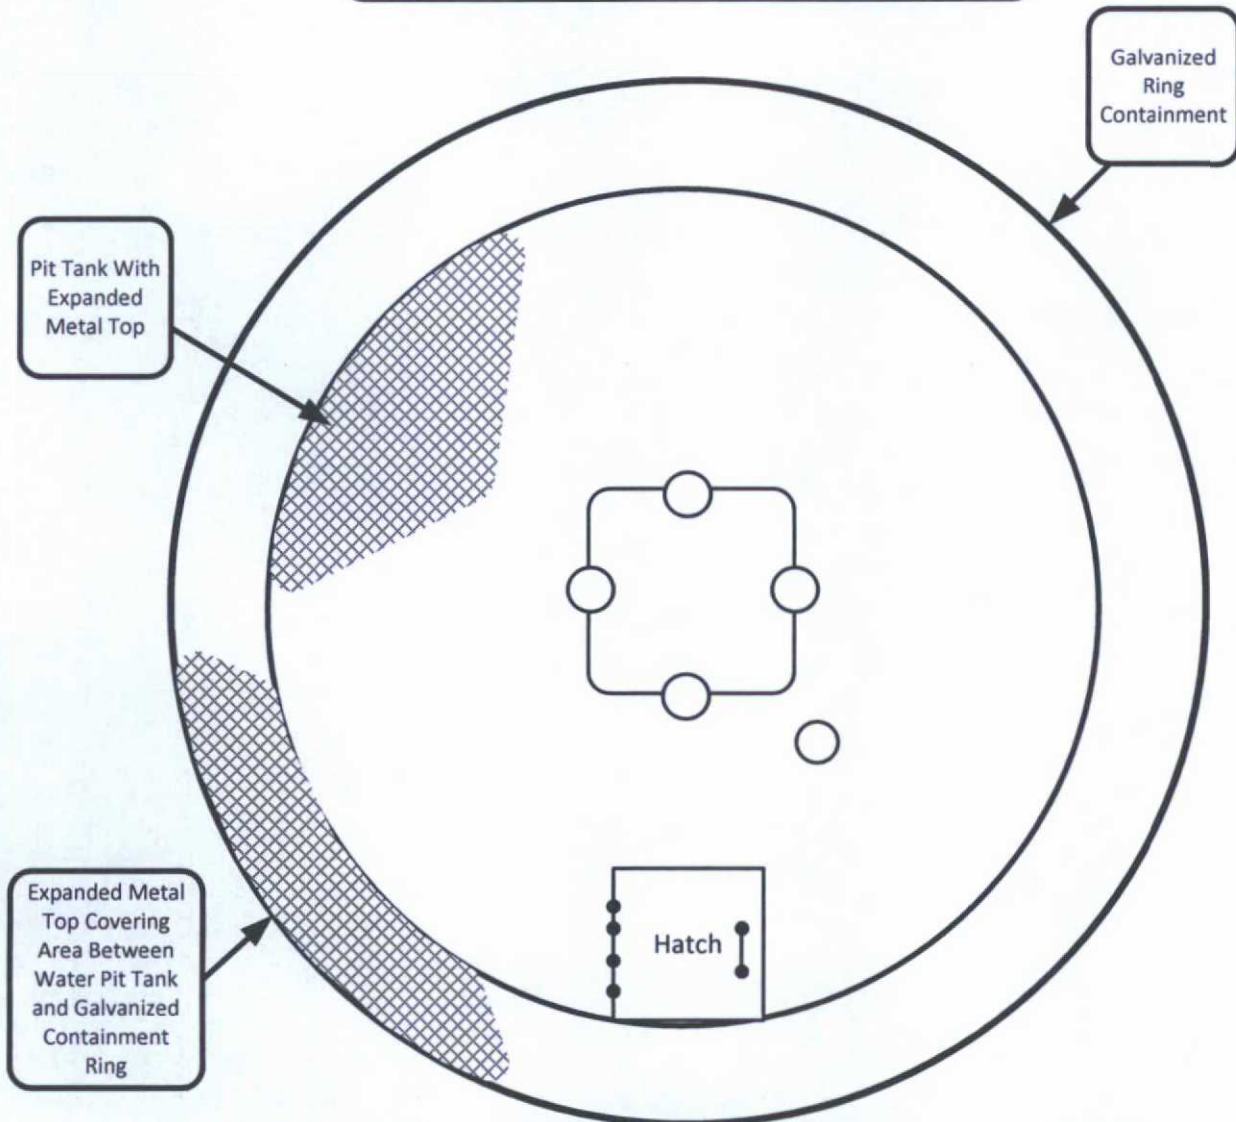 Galvanized
Ring
Containment
Pit Tank With
Expanded
Metal Top
Hatch
Expanded Metal
Top Covering
Area Between
Water Pit Tank
and Galvanized
Containment
Ring